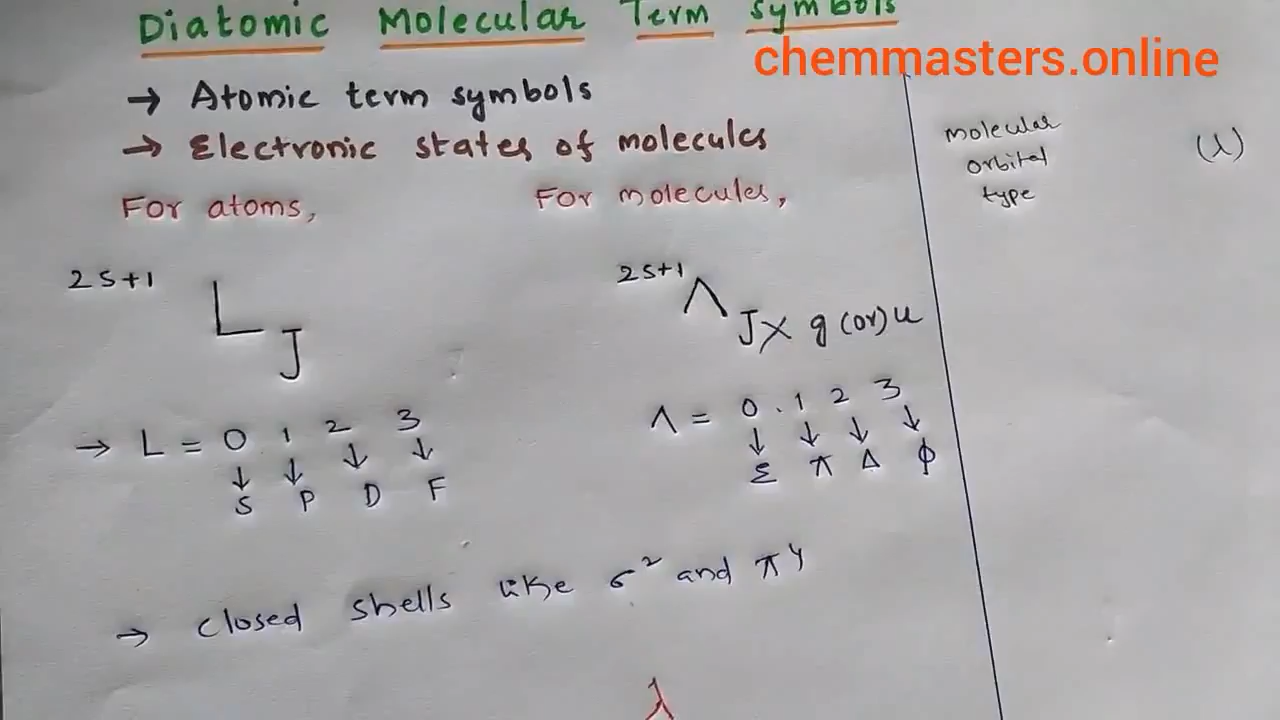 Diatomic Molecular Term Symbols
chemmasters.online
→ Atomic term symbols
→ Electronic states of molecules
For atoms,
For molecules,
2S+1
L
J
2S+1
Λ
J╳ g (or) u
→ L = 0 1 2 3
↓ ↓ ↓ ↓
S P D F
Λ = 0 . 1 2 3
↓ ↓ ↓ ↓
Σ π Δ ϕ
→ closed shells like σ² and π⁴
λ
molecular
orbital
type
(λ)